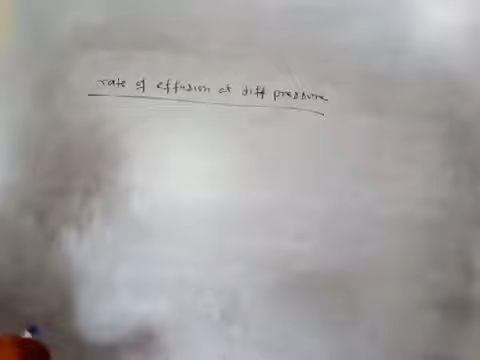 rate of effusion at diff pressure